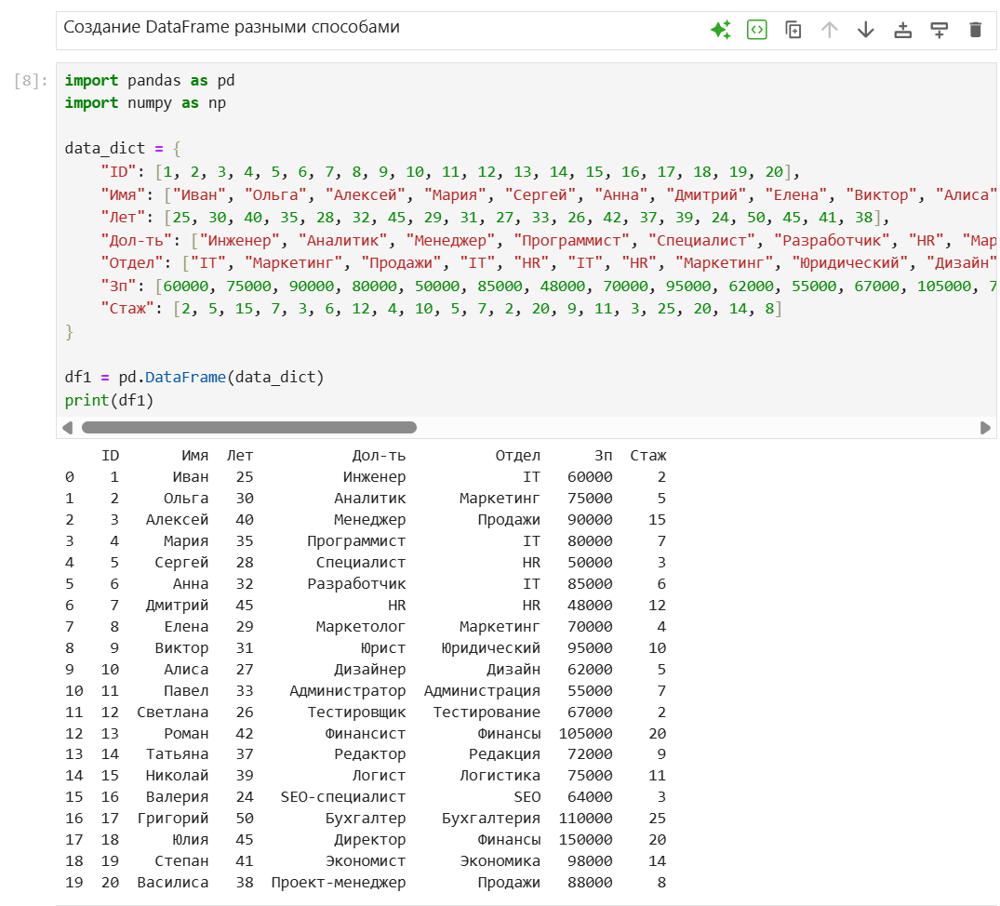 Создание DataFrame разными способами
[8]:
import pandas as pd
import numpy as np
data_dict = {
"ID": [1, 2, 3, 4, 5, 6, 7, 8, 9, 10, 11, 12, 13, 14, 15, 16, 17, 18, 19, 20],
"Имя": ["Иван", "Ольга", "Алексей", "Мария", "Сергей", "Анна", "Дмитрий", "Елена", "Виктор", "Алиса"
"Лет": [25, 30, 40, 35, 28, 32, 45, 29, 31, 27, 33, 26, 42, 37, 39, 24, 50, 45, 41, 38],
"Дол-ть": ["Инженер", "Аналитик", "Менеджер", "Программист", "Специалист", "Разработчик", "HR", "Мар
"Отдел": ["IT", "Маркетинг", "Продажи", "IT", "HR", "IT", "HR", "Маркетинг", "Юридический", "Дизайн"
"Зп": [60000, 75000, 90000, 80000, 50000, 85000, 48000, 70000, 95000, 62000, 55000, 67000, 105000, 7
"Стаж": [2, 5, 15, 7, 3, 6, 12, 4, 10, 5, 7, 2, 20, 9, 11, 3, 25, 20, 14, 8]
}
df1 = pd.DataFrame(data_dict)
print(df1)
ID Имя Лет Дол-ть Отдел Зп Стаж
0 1 Иван 25 Инженер IT 60000 2
1 2 Ольга 30 Аналитик Маркетинг 75000 5
2 3 Алексей 40 Менеджер Продажи 90000 15
3 4 Мария 35 Программист IT 80000 7
4 5 Сергей 28 Специалист HR 50000 3
5 6 Анна 32 Разработчик IT 85000 6
6 7 Дмитрий 45 HR HR 48000 12
7 8 Елена 29 Маркетолог Маркетинг 70000 4
8 9 Виктор 31 Юрист Юридический 95000 10
9 10 Алиса 27 Дизайнер Дизайн 62000 5
10 11 Павел 33 Администратор Администрация 55000 7
11 12 Светлана 26 Тестировщик Тестирование 67000 2
12 13 Роман 42 Финансист Финансы 105000 20
13 14 Татьяна 37 Редактор Редакция 72000 9
14 15 Николай 39 Логист Логистика 75000 11
15 16 Валерия 24 SEO-специалист SEO 64000 3
16 17 Григорий 50 Бухгалтер Бухгалтерия 110000 25
17 18 Юлия 45 Директор Финансы 150000 20
18 19 Степан 41 Экономист Экономика 98000 14
19 20 Василиса 38 Проект-менеджер Продажи 88000 8